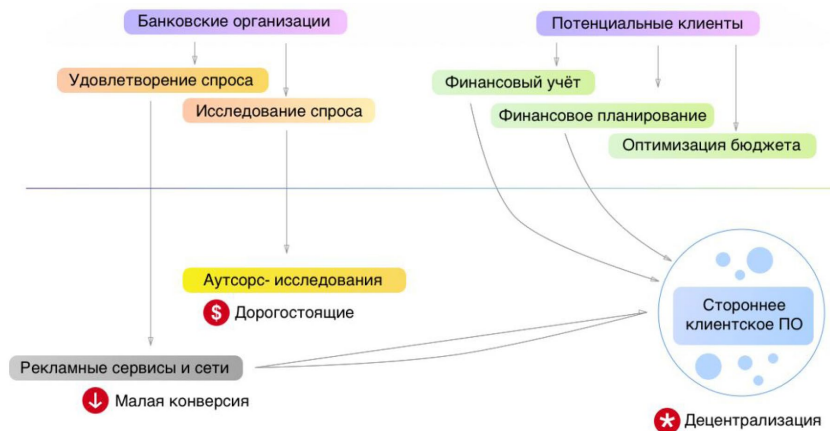 Банковские организации
Потенциальные клиенты
Удовлетворение спроса
Финансовый учёт
Исследование спроса
Финансовое планирование
Оптимизация бюджета
Аутсорс- исследования
$ Дорогостоящие
Стороннее
клиентское ПО
Рекламные сервисы и сети
Малая конверсия
* Децентрализация